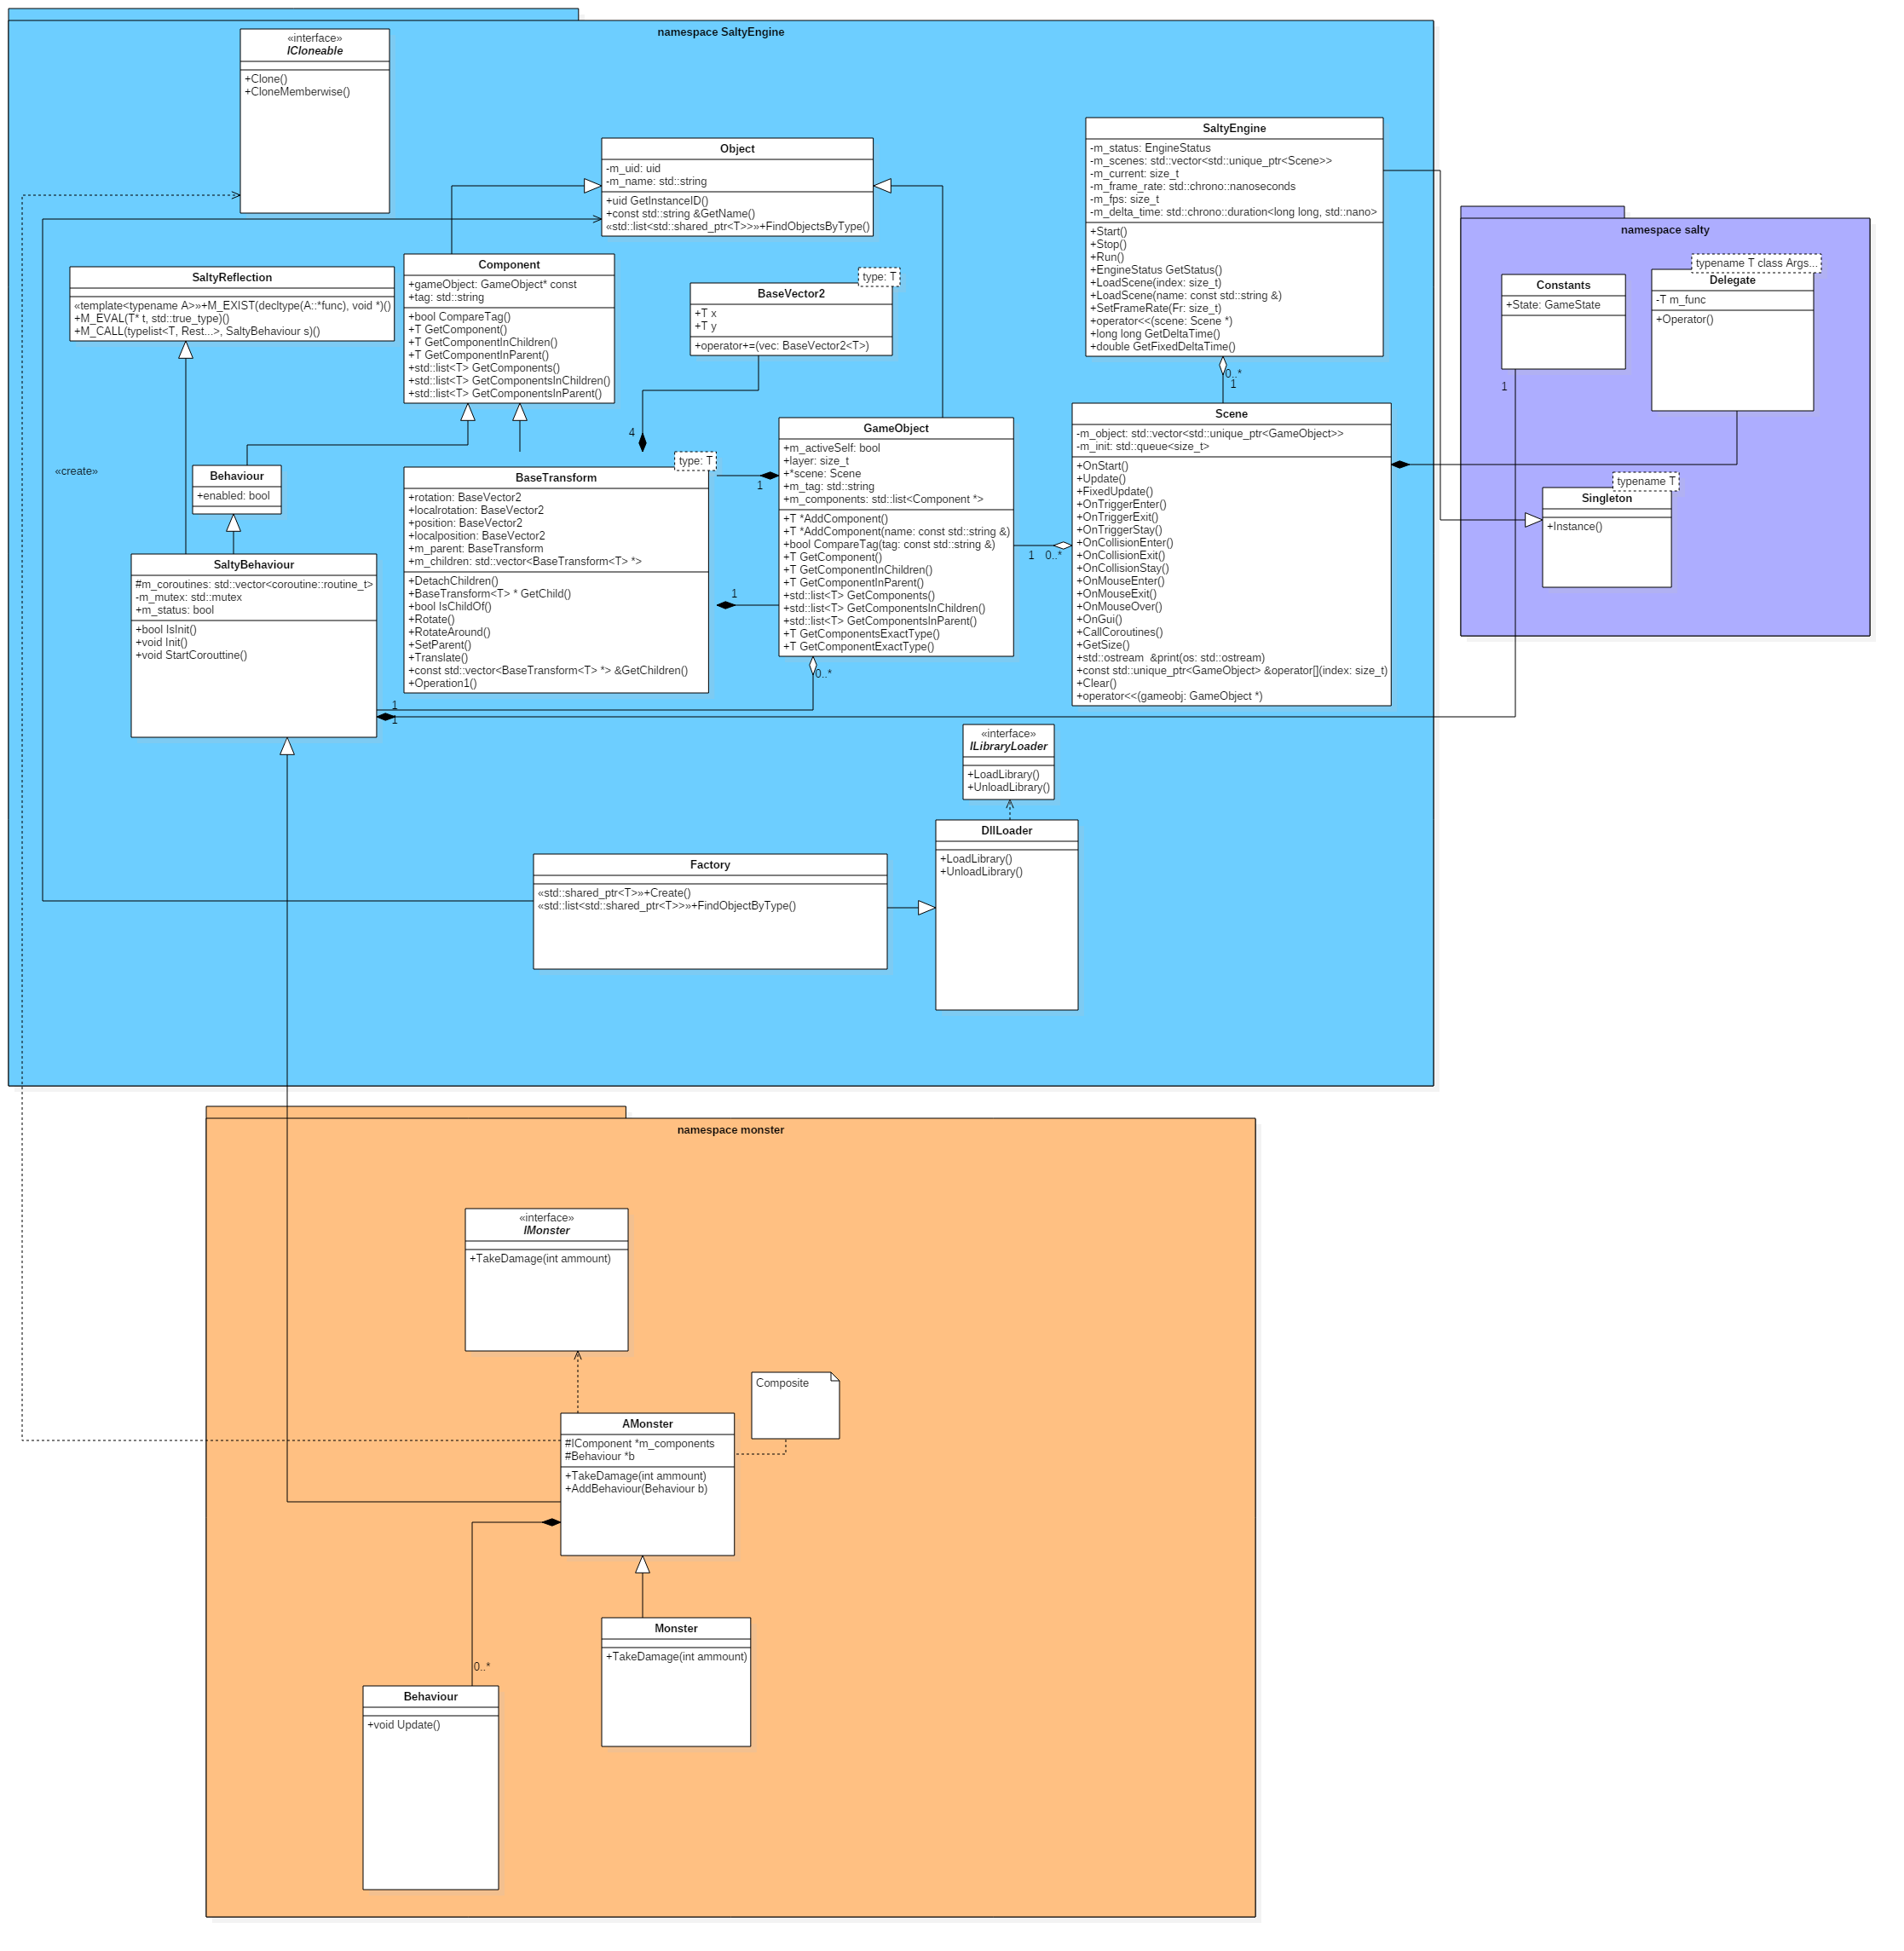 namespace SaltyEngine
«interface»
ICloneable
+Clone()
+CloneMemberwise()
Object
-m_uid: uid
-m_name: std::string
+uid GetInstanceID()
+const std::string &GetName()
«std::list<std::shared_ptr<T>>»+FindObjectsByType()
SaltyEngine
-m_status: EngineStatus
-m_scenes: std::vector<std::unique_ptr<Scene>>
-m_current: size_t
-m_frame_rate: std::chrono::nanoseconds
-m_fps: size_t
-m_delta_time: std::chrono::duration<long long, std::nano>
+Start()
+Stop()
+Run()
+EngineStatus GetStatus()
+LoadScene(index: size_t)
+LoadScene(name: const std::string &)
+SetFrameRate(Fr: size_t)
+operator<<(scene: Scene *)
+long long GetDeltaTime()
+double GetFixedDeltaTime()
0..*
1
SaltyReflection
«template<typename A>»+M_EXIST(decltype(A::*func), void *)()
+M_EVAL(T* t, std::true_type)()
+M_CALL(typelist<T, Rest...>, SaltyBehaviour s)()
Component
+gameObject: GameObject* const
+tag: std::string
+bool CompareTag()
+T GetComponent()
+T GetComponentInChildren()
+T GetComponentInParent()
+std::list<T> GetComponents()
+std::list<T> GetComponentsInChildren()
+std::list<T> GetComponentsInParent()
type: T
BaseVector2
+T x
+T y
+operator+=(vec: BaseVector2<T>)
4
«create»
Behaviour
+enabled: bool
type: T
BaseTransform
+rotation: BaseVector2
+localrotation: BaseVector2
+position: BaseVector2
+localposition: BaseVector2
+m_parent: BaseTransform
+m_children: std::vector<BaseTransform<T> *>
+DetachChildren()
+BaseTransform<T> * GetChild()
+bool IsChildOf()
+Rotate()
+RotateAround()
+SetParent()
+Translate()
+const std::vector<BaseTransform<T> *> &GetChildren()
+Operation1()
1
1
GameObject
+m_activeSelf: bool
+layer: size_t
+*scene: Scene
+m_tag: std::string
+m_components: std::list<Component *>
+T *AddComponent()
+T *AddComponent(name: const std::string &)
+bool CompareTag(tag: const std::string &)
+T GetComponent()
+T GetComponentInChildren()
+T GetComponentInParent()
+std::list<T> GetComponents()
+std::list<T> GetComponentsInChildren()
+std::list<T> GetComponentsInParent()
+T GetComponentsExactType()
+T GetComponentExactType()
0..*
1 0..*
Scene
-m_object: std::vector<std::unique_ptr<GameObject>>
-m_init: std::queue<size_t>
+OnStart()
+Update()
+FixedUpdate()
+OnTriggerEnter()
+OnTriggerExit()
+OnTriggerStay()
+OnCollisionEnter()
+OnCollisionExit()
+OnCollisionStay()
+OnMouseEnter()
+OnMouseExit()
+OnMouseOver()
+OnGui()
+CallCoroutines()
+GetSize()
+std::ostream &print(os: std::ostream)
+const std::unique_ptr<GameObject> &operator[](index: size_t)
+Clear()
+operator<<(gameobj: GameObject *)
SaltyBehaviour
#m_coroutines: std::vector<coroutine::routine_t>
-m_mutex: std::mutex
+m_status: bool
+bool IsInit()
+void Init()
+void StartCorouttine()
1
1
«interface»
ILibraryLoader
+LoadLibrary()
+UnloadLibrary()
DllLoader
+LoadLibrary()
+UnloadLibrary()
Factory
«std::shared_ptr<T>»+Create()
«std::list<std::shared_ptr<T>>»+FindObjectByType()
namespace salty
Constants
+State: GameState
1
typename T class Args...
Delegate
-T m_func
+Operator()
typename T
Singleton
+Instance()
namespace monster
«interface»
IMonster
+TakeDamage(int ammount)
Composite
AMonster
#IComponent *m_components
#Behaviour *b
+TakeDamage(int ammount)
+AddBehaviour(Behaviour b)
Monster
+TakeDamage(int ammount)
0..*
Behaviour
+void Update()